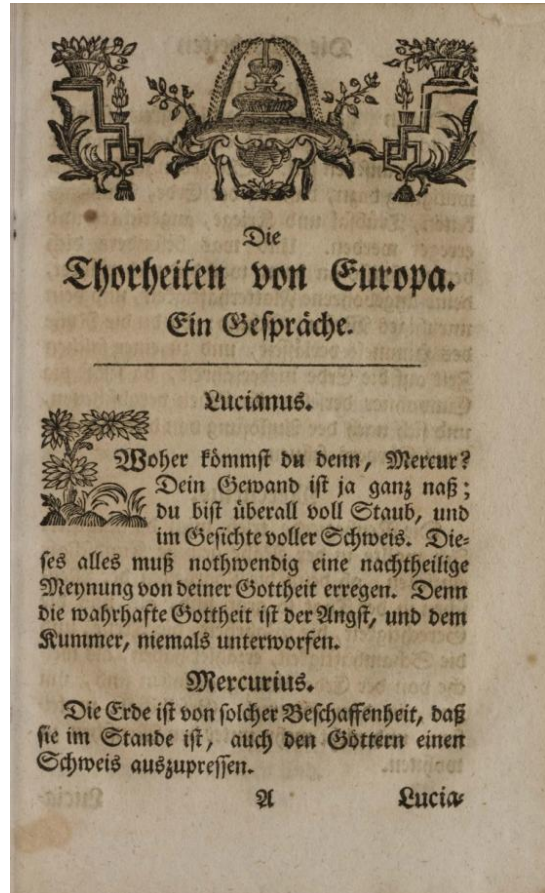 Die
Thorheiten von Europa.
Ein Gespräche.
Lucianus.
Woher kömmst du denn, Mercur?
Dein Gewand ist ja ganz naß;
du bist überall voll Staub, und
im Gesichte voller Schweis. Die-
ses alles muß nothwendig eine nachtheilige
Meynung von deiner Gottheit erregen. Denn
die wahrhafte Gottheit ist der Angst, und dem
Kummer, niemals unterworfen.
Mercurius.
Die Erde ist von solcher Beschaffenheit, daß
sie im Stande ist, auch den Göttern einen
Schweis auszupressen.
A Lucia-